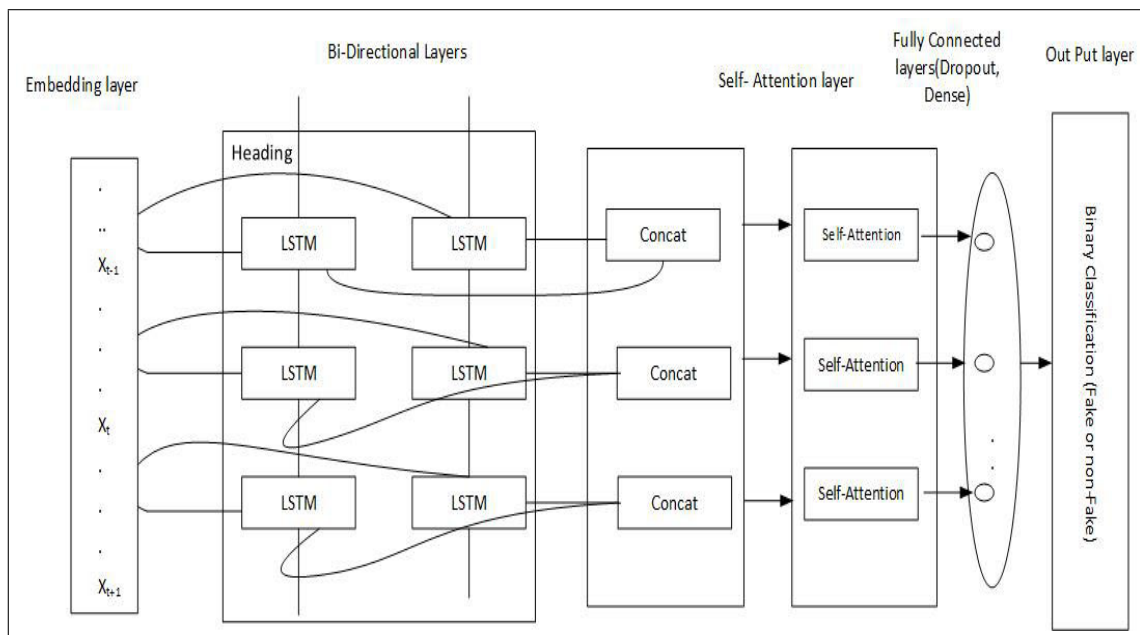 Embedding layer
Bi-Directional Layers
Self- Attention layer
Fully Connected
layers(Dropout,
Dense)
Out Put layer
Heading
.
..
Xt-1
.
.
.
Xt
.
.
.
Xt+1
LSTM
LSTM
LSTM
LSTM
LSTM
LSTM
Concat
Concat
Concat
Self-Attention
Self-Attention
Self-Attention
.
.
Binary Classification (Fake or non-Fake)